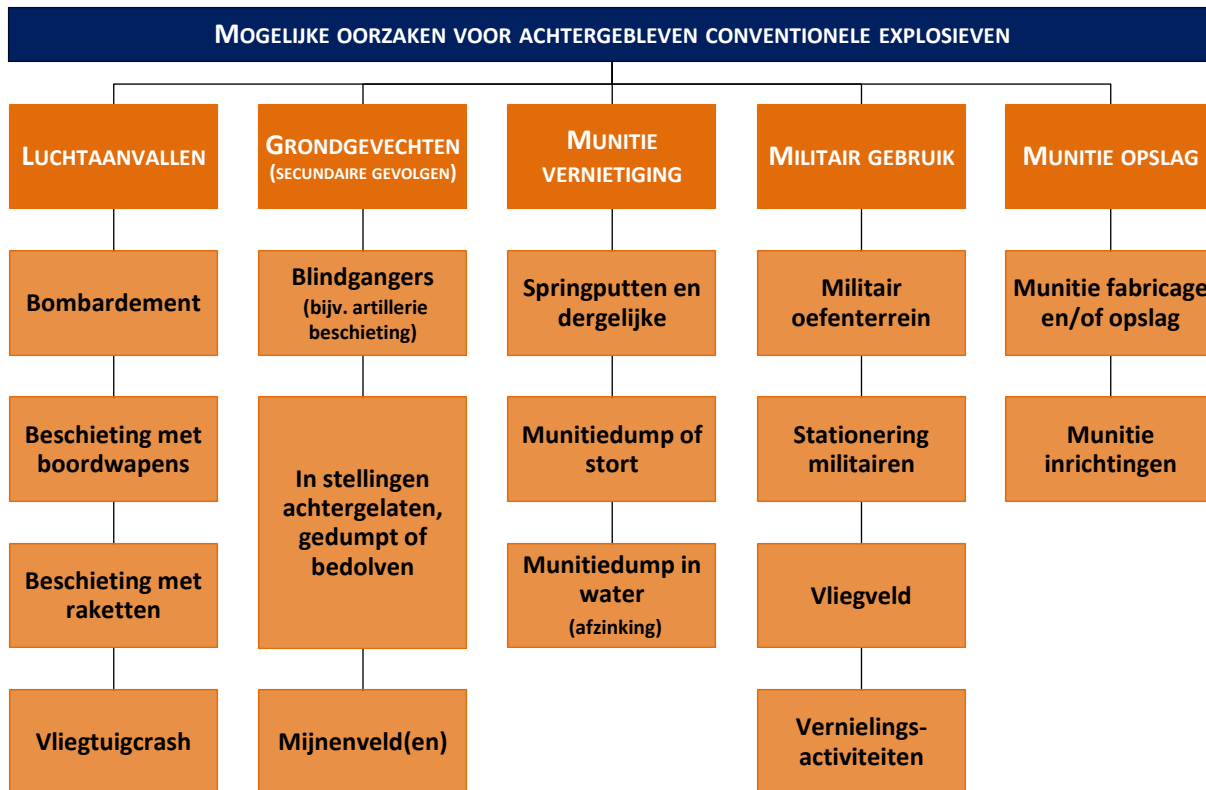 MOGELIJKE OORZAKEN VOOR ACHTERGEBLEVEN CONVENTIONELE EXPLOSIEVEN
LUCHTAANVALLEN
Bombardement
Beschieting met
boordwapens
Beschieting met
raketten
Vliegtuigcrash
GRONDGEVECHTEN
(SECUNDAIRE GEVOLGEN)
Blindgangers
(bijv. artillerie
beschieting)
In stellingen
achtergelaten,
gedumpt of
bedolven
Mijnenveld(en)
MUNITIE
VERNIETIGING
Springputten en
dergelijke
Munitiedump of
stort
Munitiedump in
water
(afzinking)
MILITAIR GEBRUIK
Militair
oefenterrein
Stationering
militairen
Vliegveld
Vernielings-
activiteiten
MUNITIE OPSLAG
Munitie fabricage
en/of opslag
Munitie
inrichtingen